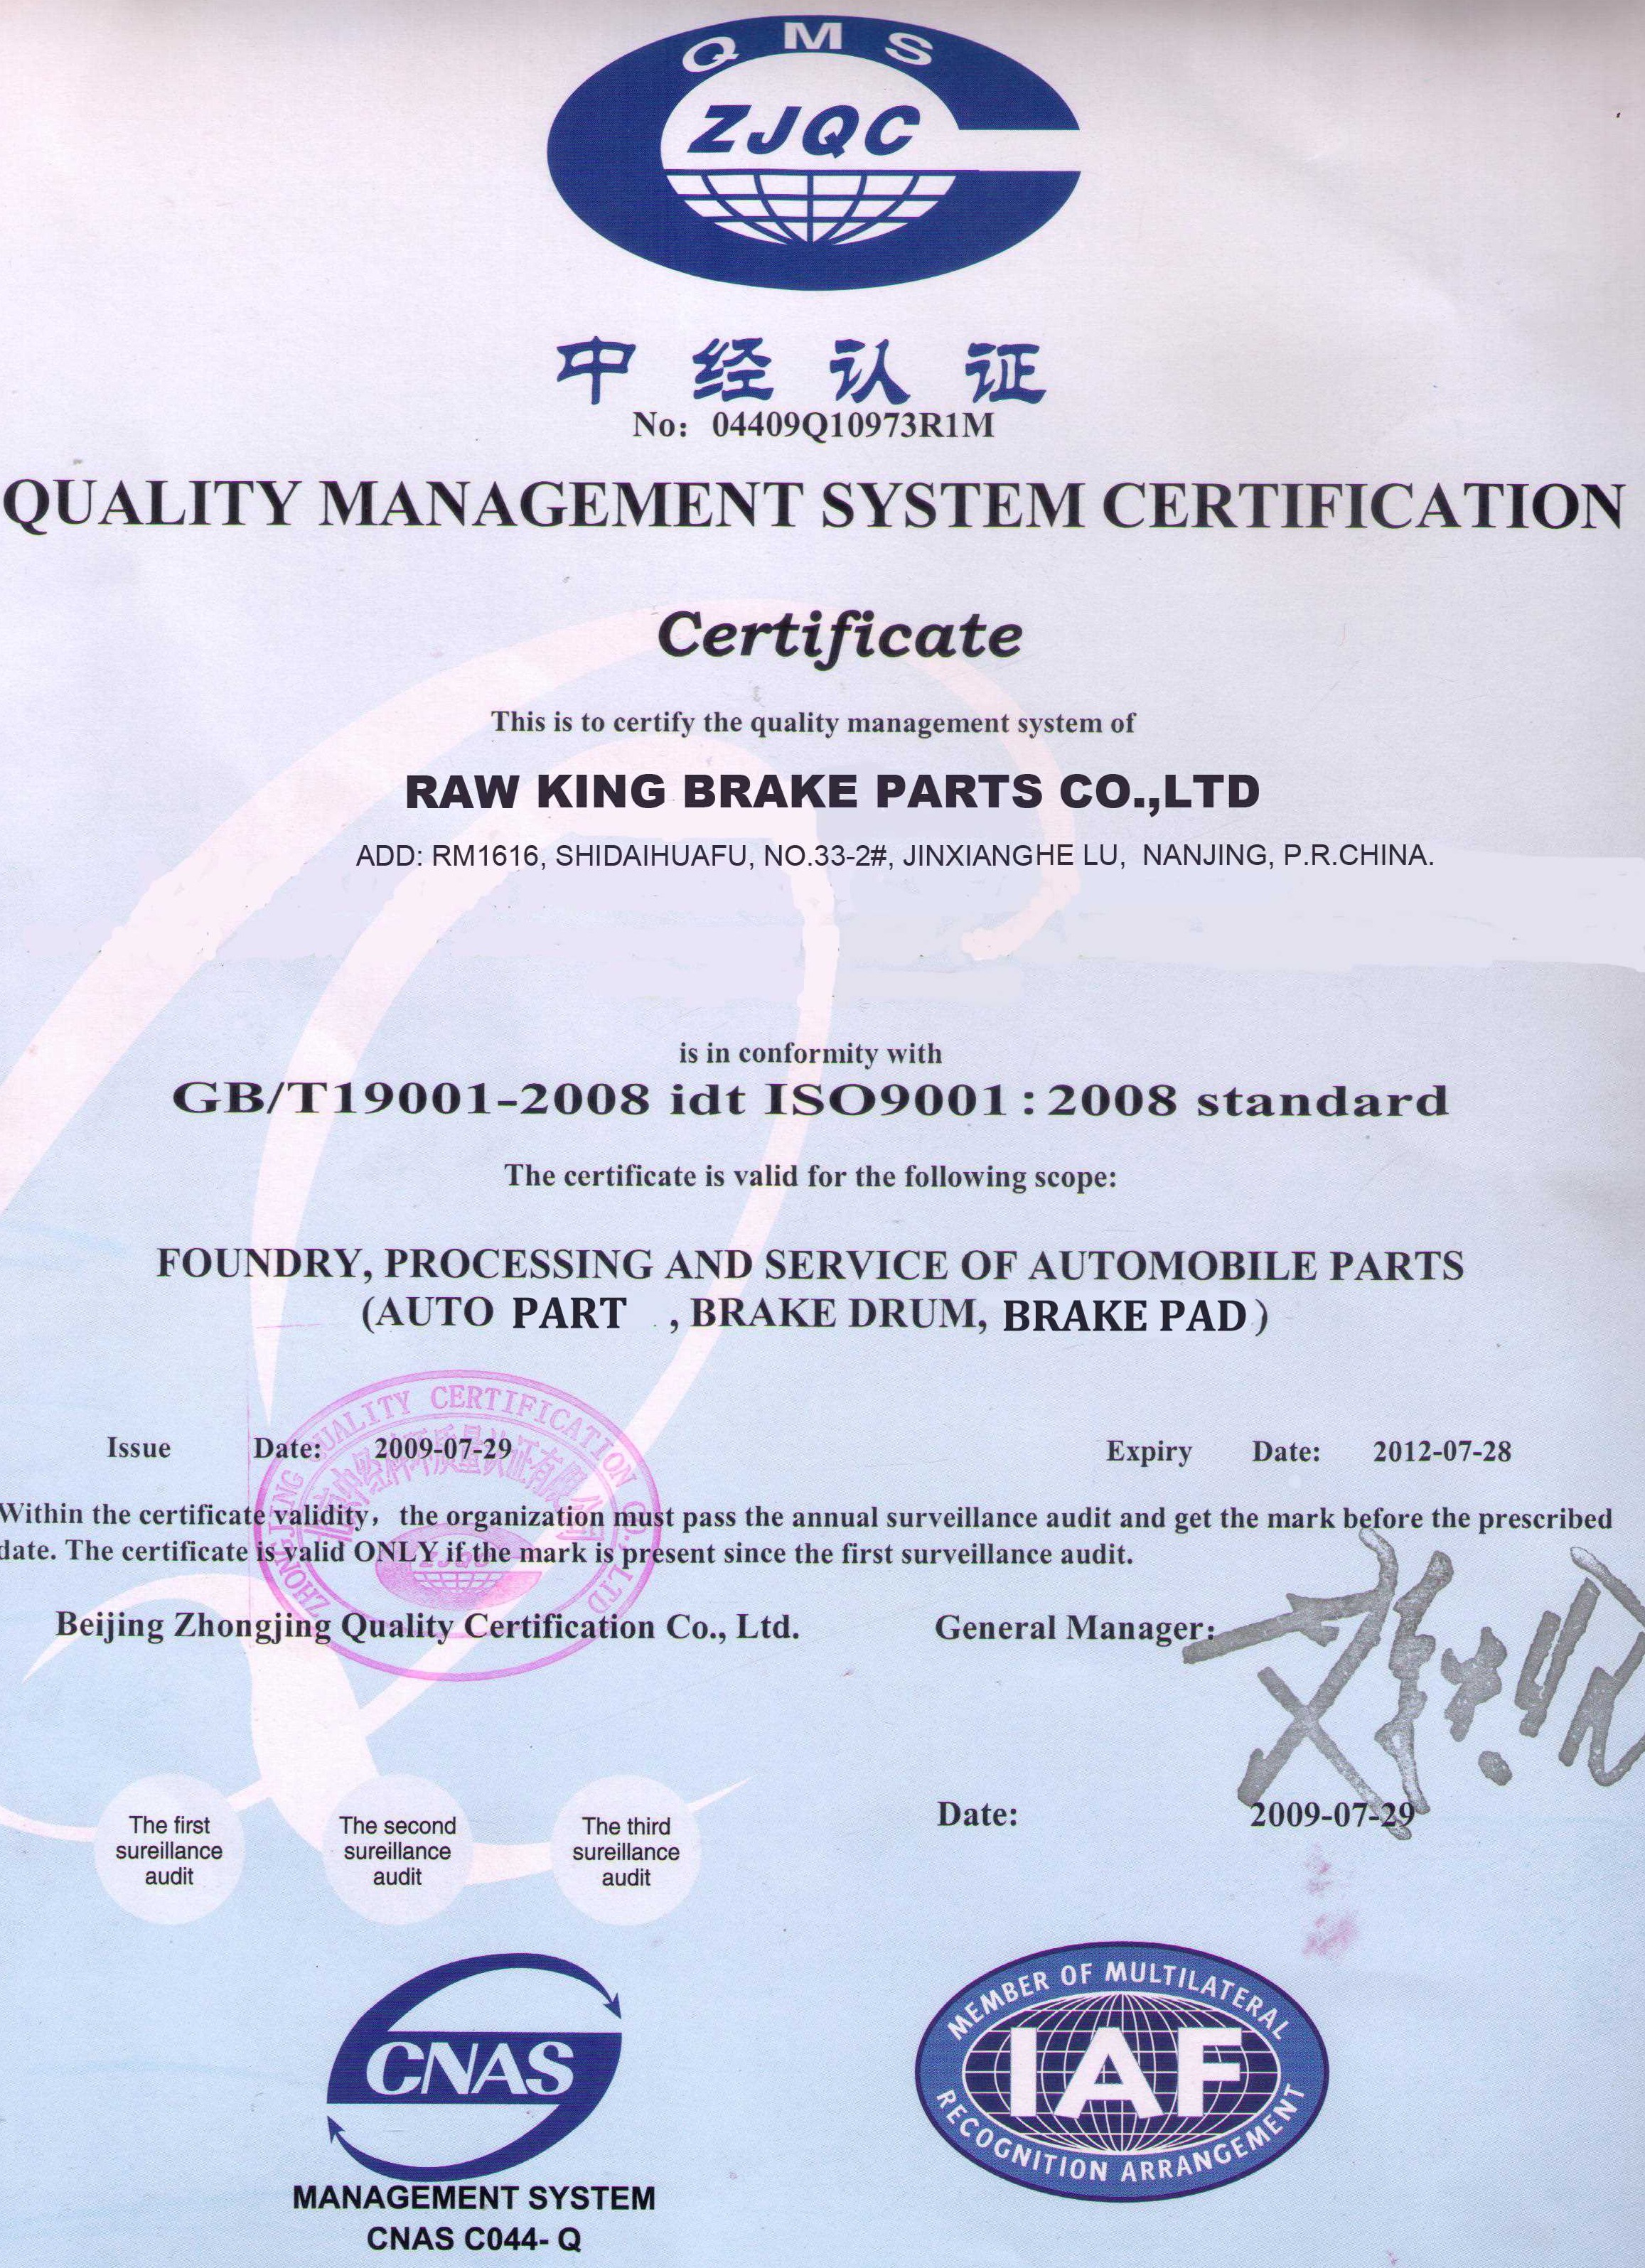 QMS
ZJQC
中经认证
No: 04409Q10973R1M
QUALITY MANAGEMENT SYSTEM CERTIFICATION
Certificate
This is to certify the quality management system of
RAW KING BRAKE PARTS CO.,LTD
ADD: RM1616, SHIDAIHUAFU, NO.33-2#, JINXIANGHE LU, NANJING, P.R.CHINA.
is in conformity with
GB/T19001-2008 idt ISO9001:2008 standard
The certificate is valid for the following scope:
FOUNDRY, PROCESSING AND SERVICE OF AUTOMOBILE PARTS
(AUTO PART , BRAKE DRUM, BRAKE PAD)
Issue Date: 2009-07-29 Expiry Date: 2012-07-28
ZHONGJING QUALITY CERTIFICATION CO., LTD
ZJQC
Within the certificate validity, the organization must pass the annual surveillance audit and get the mark before the prescribed
date. The certificate is valid ONLY if the mark is present since the first surveillance audit.
Beijing Zhongjing Quality Certification Co., Ltd. General Manager:
Date: 2009-07-29
The first
sureillance
audit
The second
sureillance
audit
The third
sureillance
audit
CNAS
MANAGEMENT SYSTEM
CNAS C044- Q
MEMBER OF MULTILATERAL
IAF
RECOGNITION ARRANGEMENT